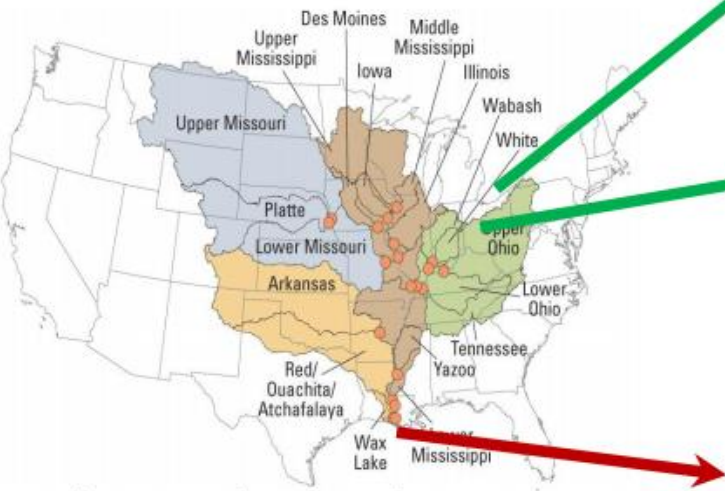 Des Moines
Upper
Mississippi
Iowa
Middle
Mississippi
Illinois
Wabash
White
Upper Missouri
Platte
Lower Missouri
Upper
Ohio
Arkansas
Lower
Ohio
Tennessee
Yazoo
Red/
Ouachita/
Atchafalaya
Wax
Lake
Lower
Mississippi